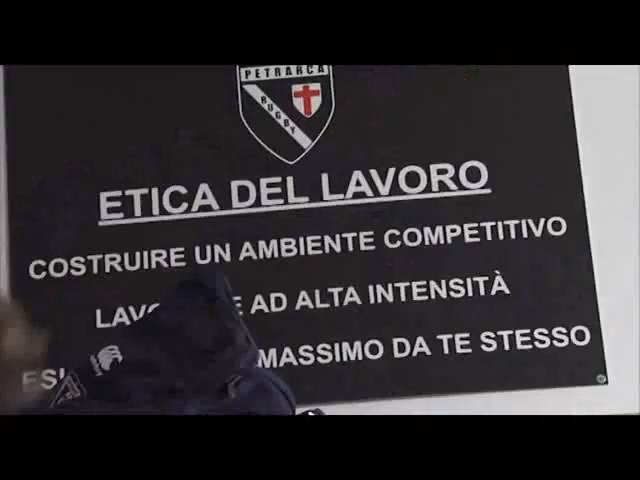 PETRARCA
RUGBY
ETICA DEL LAVORO
COSTRUIRE UN AMBIENTE COMPETITIVO
AD ALTA INTENSITÀ
MASSIMO DA TE STESSO